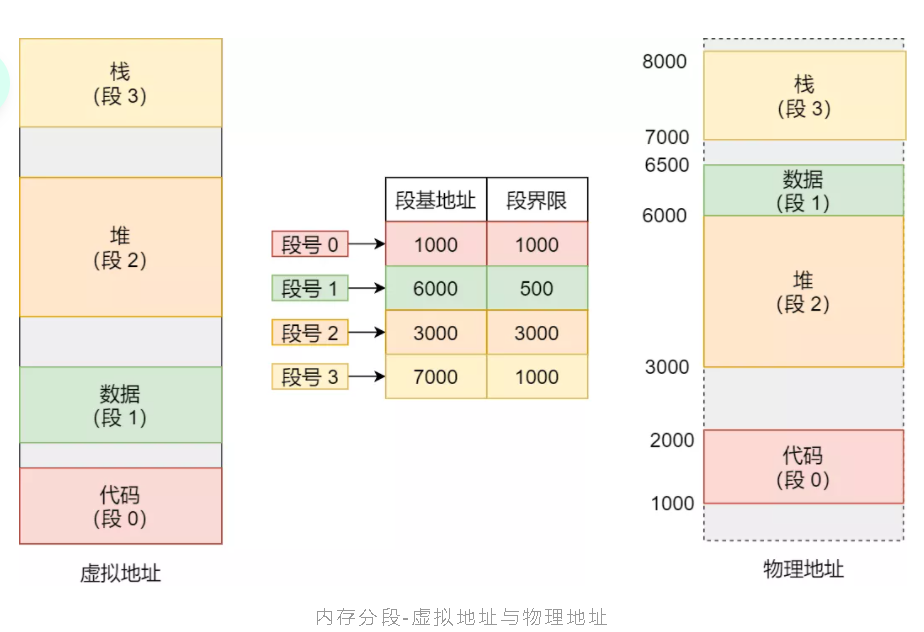 栈
（段 3）
堆
（段 2）
数据
（段 1）
代码
（段 0）
虚拟地址
段基地址 段界限
段号 0 1000 1000
段号 1 6000 500
段号 2 3000 3000
段号 3 7000 1000
8000
栈
（段 3）
7000
6500
数据
（段 1）
6000
堆
（段 2）
3000
2000
代码
（段 0）
1000
物理地址
内存分段-虚拟地址与物理地址